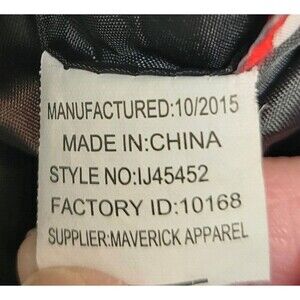 MANUFACTURED:10/2015
MADE IN:CHINA
STYLE NO:IJ45452
FACTORY ID:10168
SUPPLIER:MAVERICK APPAREL